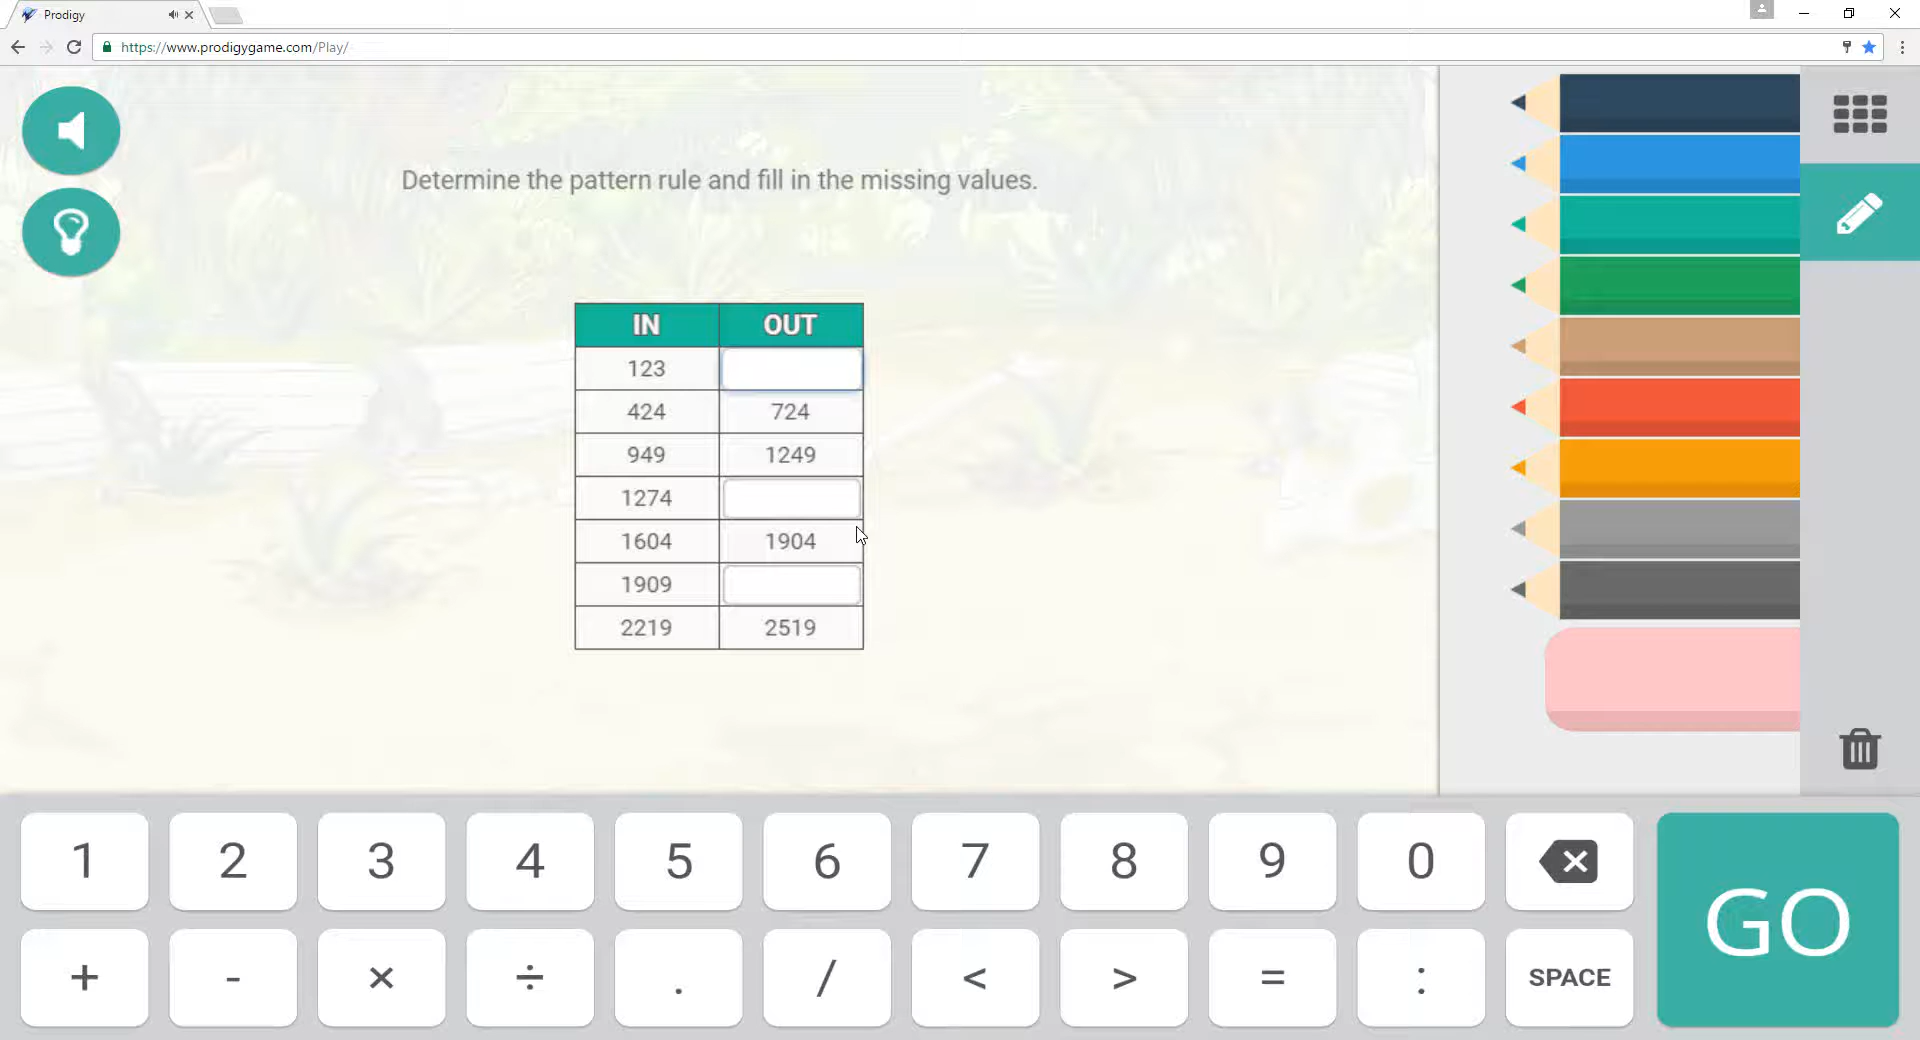 Prodigy
https://www.prodigygame.com/Play/
Determine the pattern rule and fill in the missing values.
IN OUT
123
424 724
949 1249
1274
1604 1904
1909
2219 2519
1 2 3 4 5 6 7 8 9 0
+ - × ÷ . / < > = : SPACE
GO